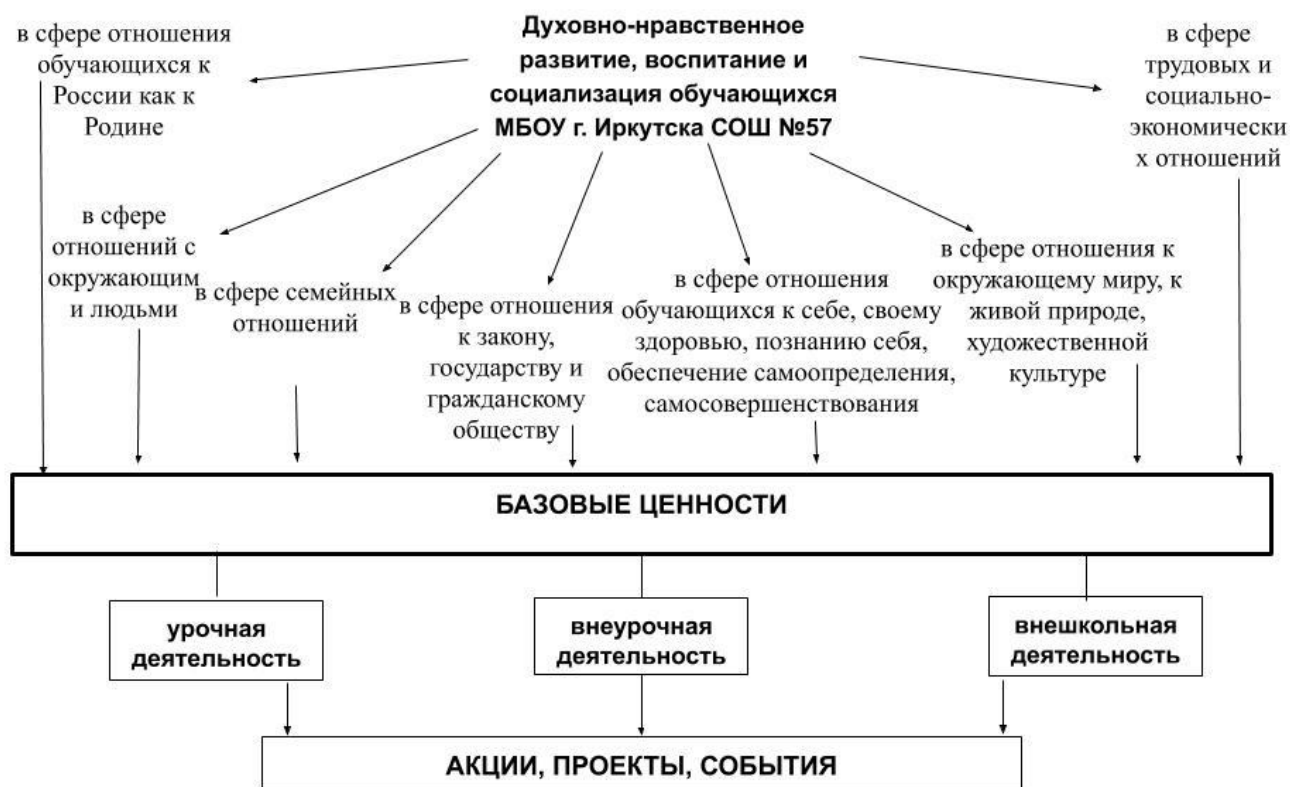 Духовно-нравственное
развитие, воспитание и
социализация обучающихся
МБОУ г. Иркутска СОШ №57
в сфере отношения
обучающихся к
России как к
Родине
в сфере
трудовых и
социально-
экономически
х отношений
в сфере
отношений с
окружающим
и людьми
в сфере семейных
отношений
в сфере отношения
к закону,
государству и
гражданскому
обществу
в сфере отношения
обучающихся к себе, своему
здоровью, познанию себя,
обеспечение самоопределения,
самосовершенствования
в сфере отношения к
окружающему миру, к
живой природе,
художественной
культуре
БАЗОВЫЕ ЦЕННОСТИ
урочная
деятельность
внеурочная
деятельность
внешкольная
деятельность
АКЦИИ, ПРОЕКТЫ, СОБЫТИЯ